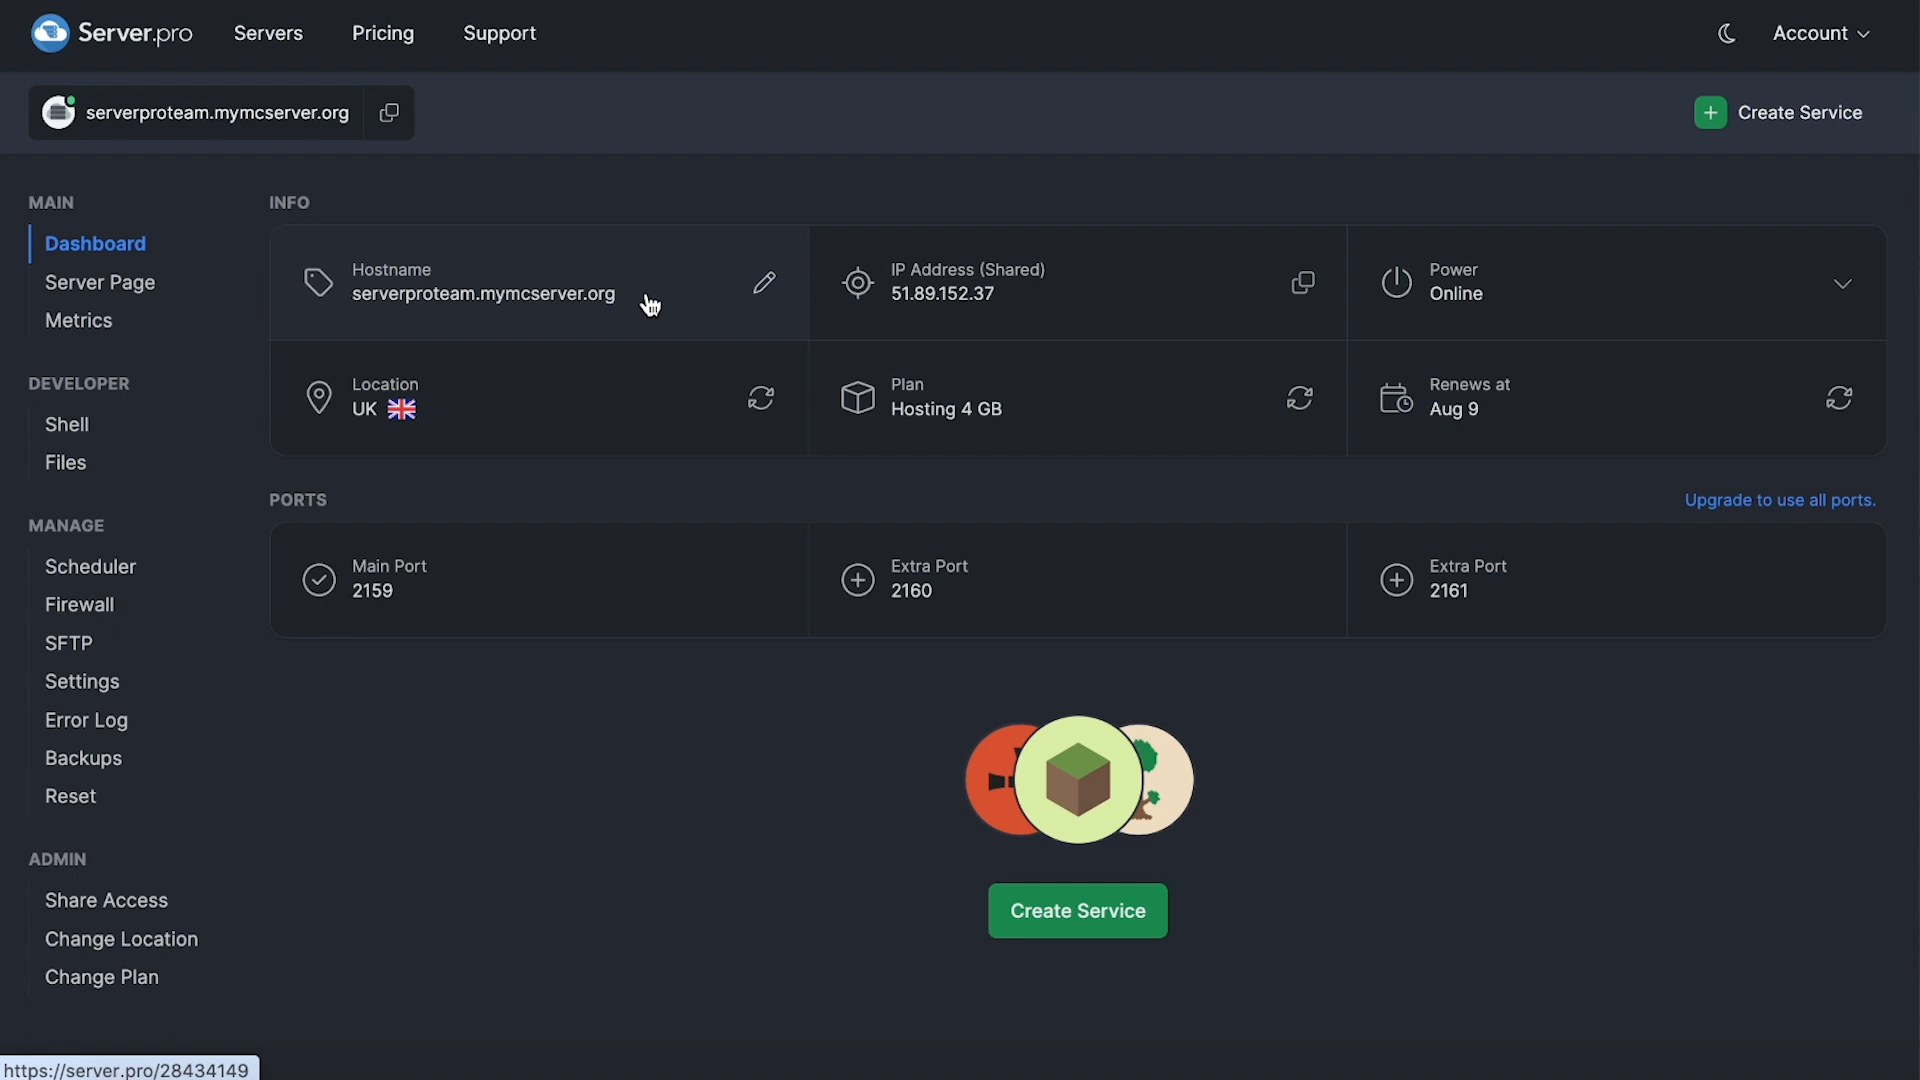 Server.pro
Servers
Pricing
Support
Account
serverproteam.mymcserver.org
Create Service
MAIN
Dashboard
Server Page
Metrics
DEVELOPER
Shell
Files
MANAGE
Scheduler
Firewall
SFTP
Settings
Error Log
Backups
Reset
ADMIN
Share Access
Change Location
Change Plan
INFO
Hostname
serverproteam.mymcserver.org
IP Address (Shared)
51.89.152.37
Power
Online
Location
UK
Plan
Hosting 4 GB
Renews at
Aug 9
PORTS
Upgrade to use all ports.
Main Port
2159
Extra Port
2160
Extra Port
2161
Create Service
https://server.pro/28434149